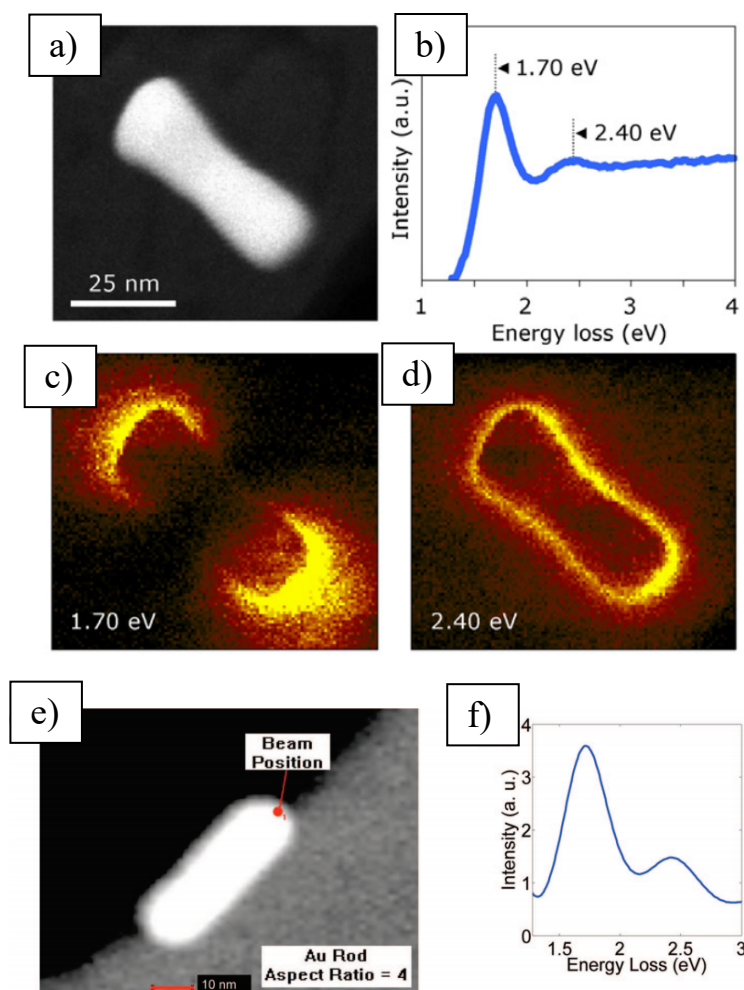 a)
25 nm
b)
1.70 eV
2.40 eV
Intensity (a.u.)
1
2
3
4
Energy loss (eV)
c)
1.70 eV
d)
2.40 eV
e)
Beam
Position
Au Rod
Aspect Ratio = 4
10 nm
f)
4
3
2
1
0
Intensity (a. u.)
1.5
2
2.5
3
Energy Loss (eV)